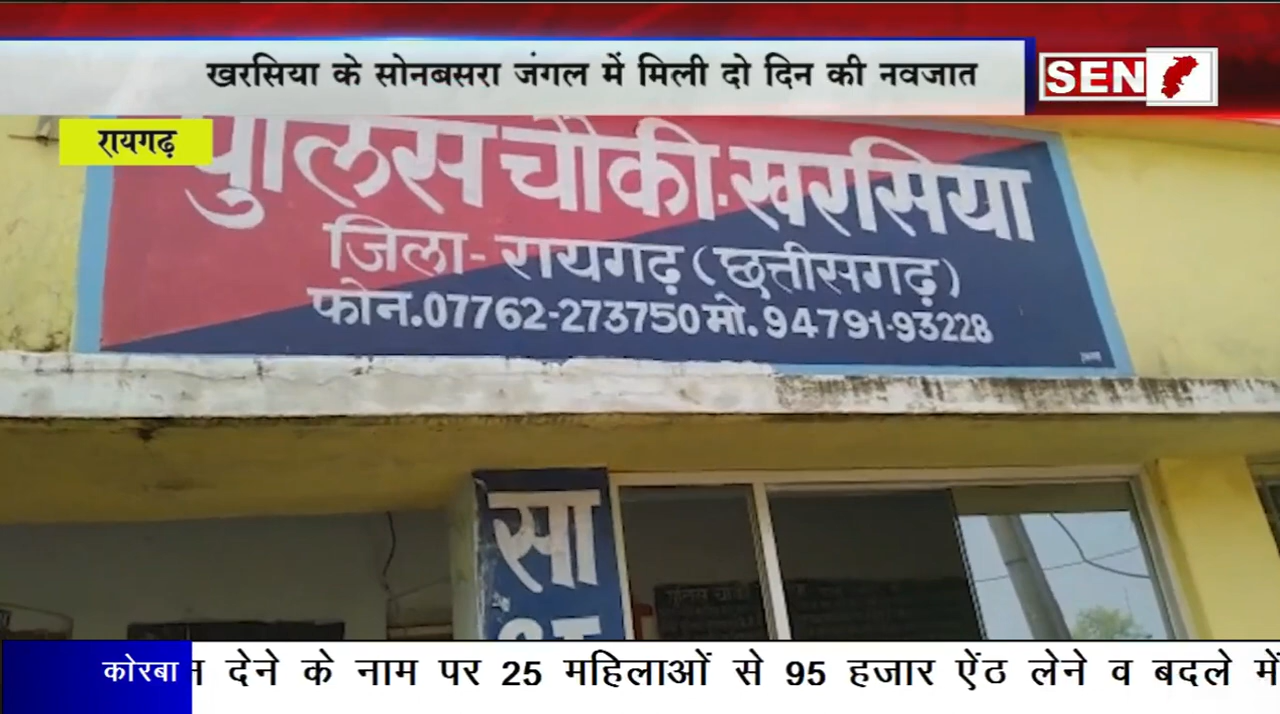 खरसिया के सोनबसरा जंगल में मिली दो दिन की नवजात
SEN
रायगढ़
पुलिस चौकी.खरसिया
जिला-रायगढ़(छत्तीसगढ़)
फोन.07762-273750मो.94791-93228
सा
पुलिस चौकी
कोरबा
देने के नाम पर 25 महिलाओं से 95 हजार ऐंठ लेने व बदले में